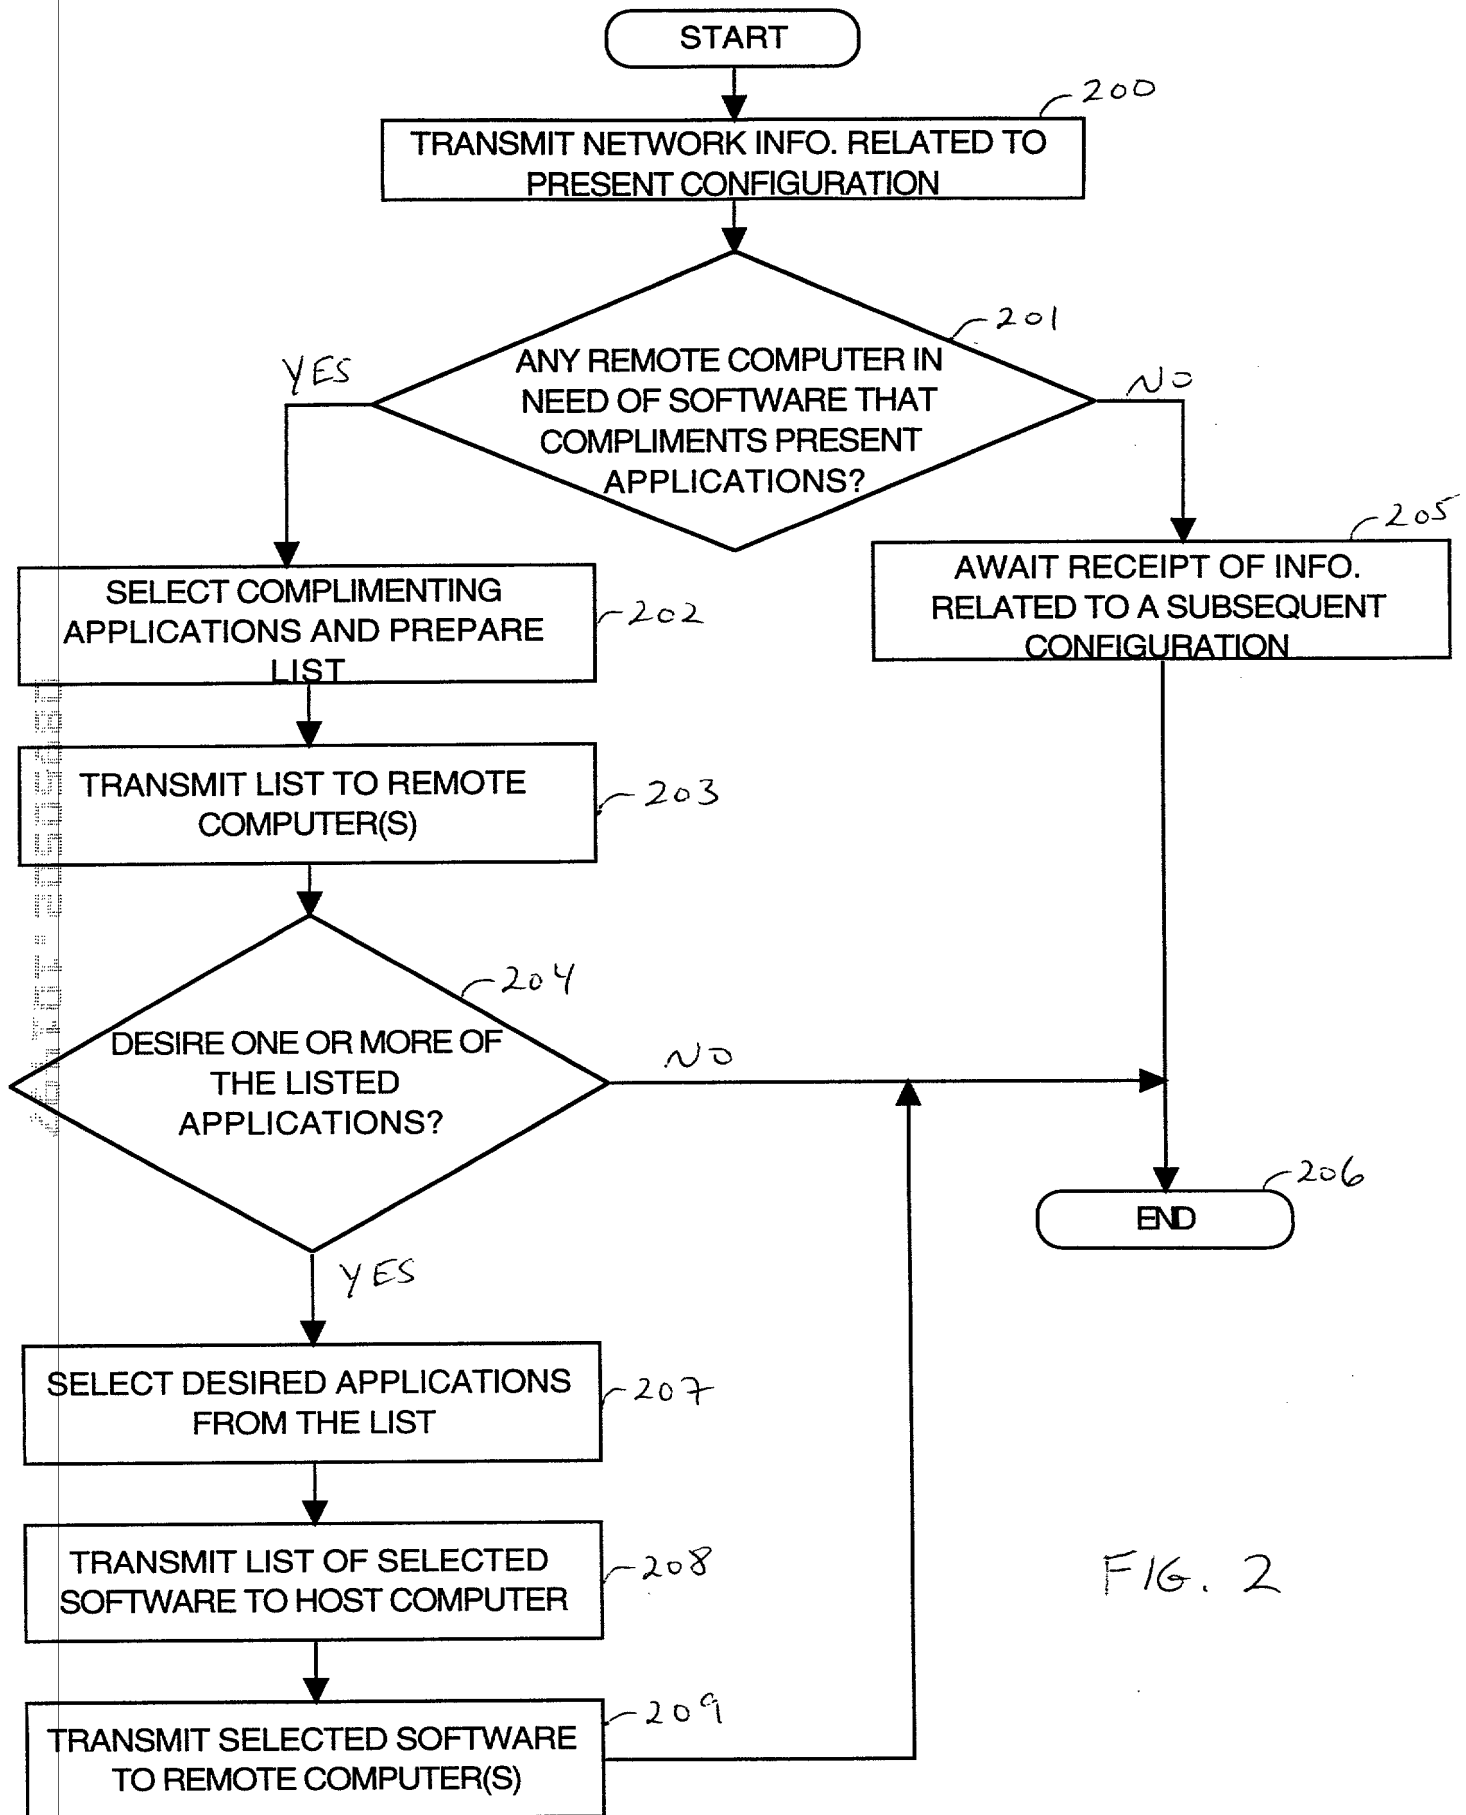 START
200
TRANSMIT NETWORK INFO. RELATED TO
PRESENT CONFIGURATION
201
ANY REMOTE COMPUTER IN
NEED OF SOFTWARE THAT
COMPLIMENTS PRESENT
APPLICATIONS?
YES
NO
205
AWAIT RECEIPT OF INFO.
RELATED TO A SUBSEQUENT
CONFIGURATION
SELECT COMPLIMENTING
APPLICATIONS AND PREPARE
LIST
202
TRANSMIT LIST TO REMOTE
COMPUTER(S)
203
204
DESIRE ONE OR MORE OF
THE LISTED
APPLICATIONS?
NO
206
END
YES
SELECT DESIRED APPLICATIONS
FROM THE LIST
207
TRANSMIT LIST OF SELECTED
SOFTWARE TO HOST COMPUTER
208
FIG. 2
209
TRANSMIT SELECTED SOFTWARE
TO REMOTE COMPUTER(S)